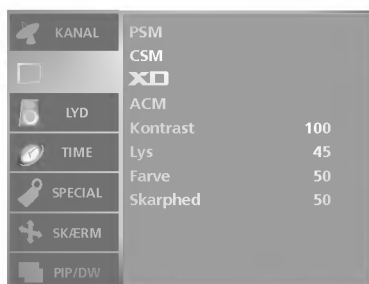 KANAL
LYD
TIME
SPECIAL
SKÆRM
PIP/DW
PSM
CSM
XD
ACM
Kontrast 100
Lys 45
Farve 50
Skarphed 50